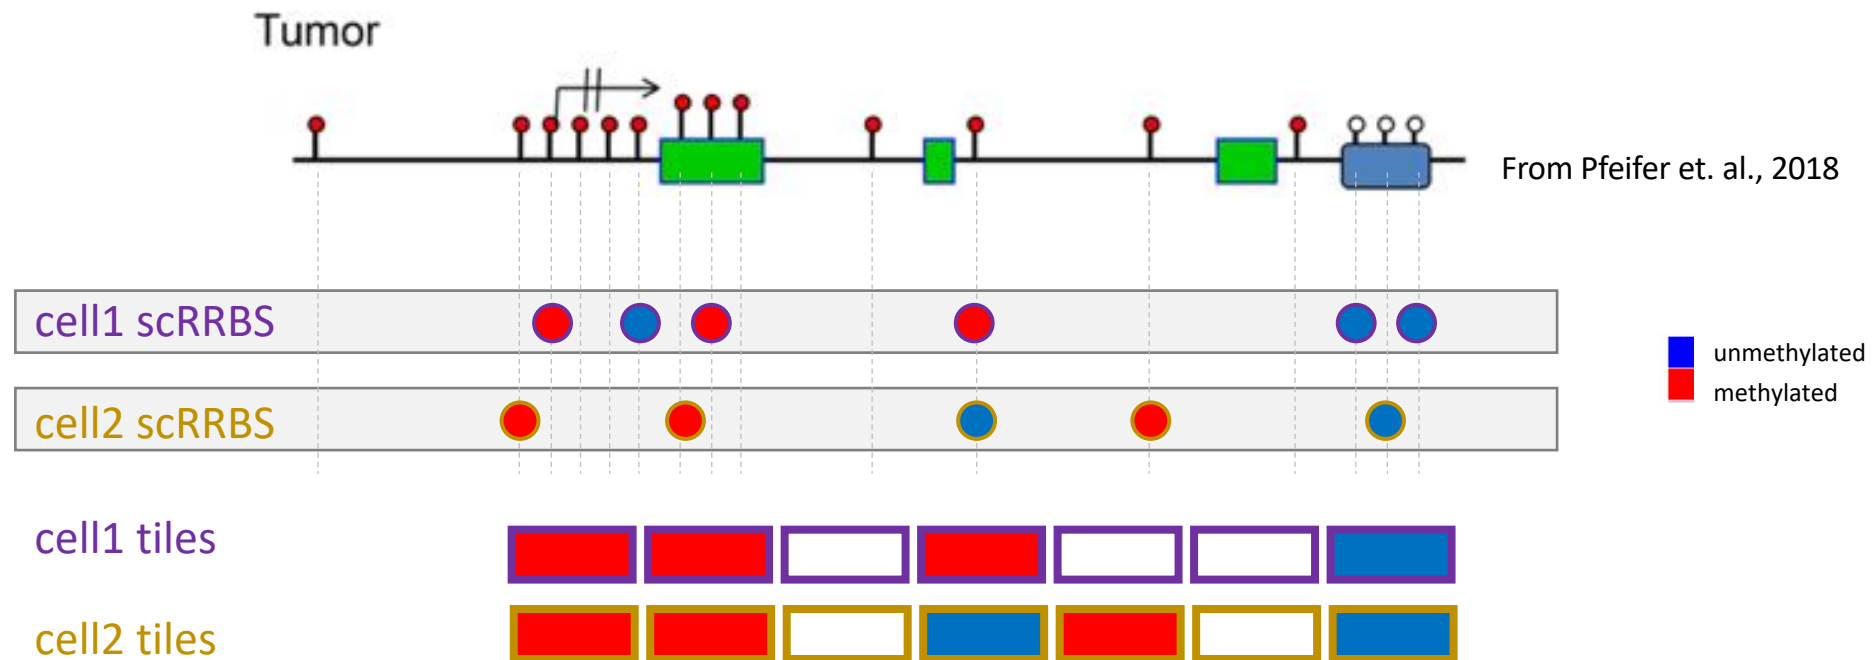 Tumor
From Pfeifer et. al., 2018
cell1 scRRBS
unmethylated
methylated
cell2 scRRBS
cell1 tiles
cell2 tiles